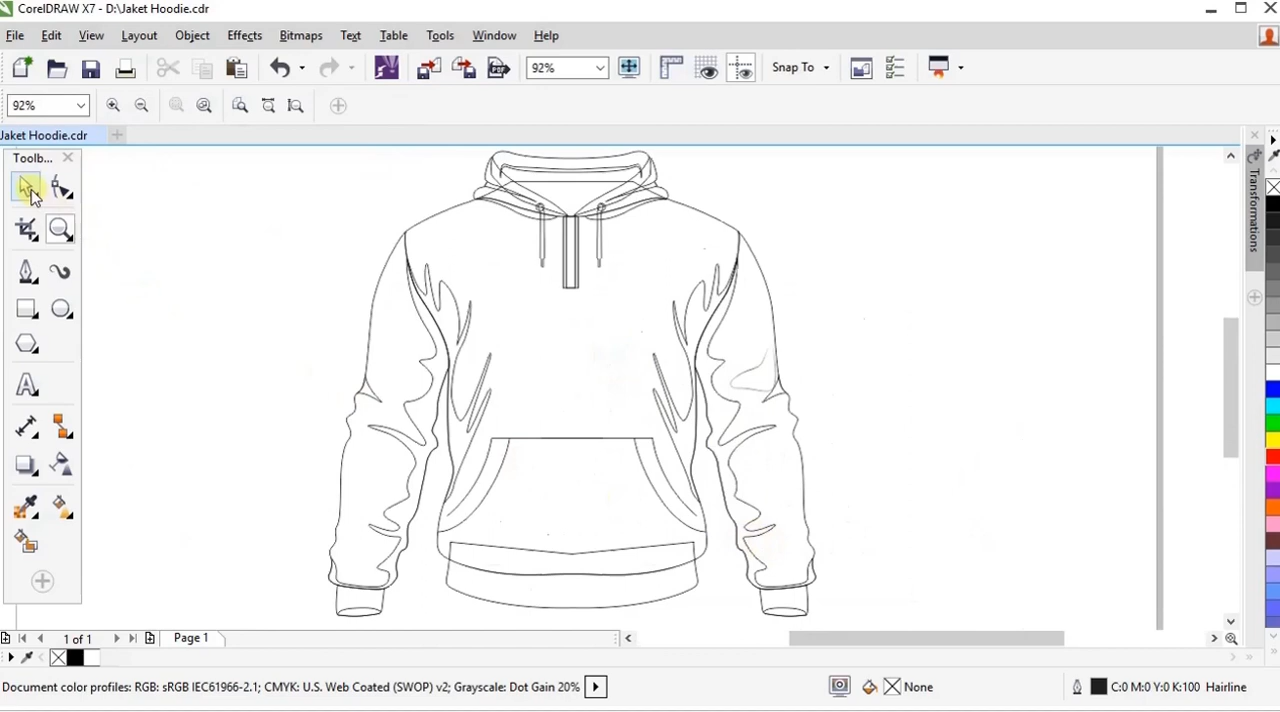 CorelDRAW X7 - D:\Jaket Hoodie.cdr
File Edit View Layout Object Effects Bitmaps Text Table Tools Window Help
92% Snap To
92%
Jaket Hoodie.cdr
Toolb...
Transformations
1 of 1 Page 1
Document color profiles: RGB: sRGB IEC61966-2.1; CMYK: U.S. Web Coated (SWOP) v2; Grayscale: Dot Gain 20% None C:0 M:0 Y:0 K:100 Hairline